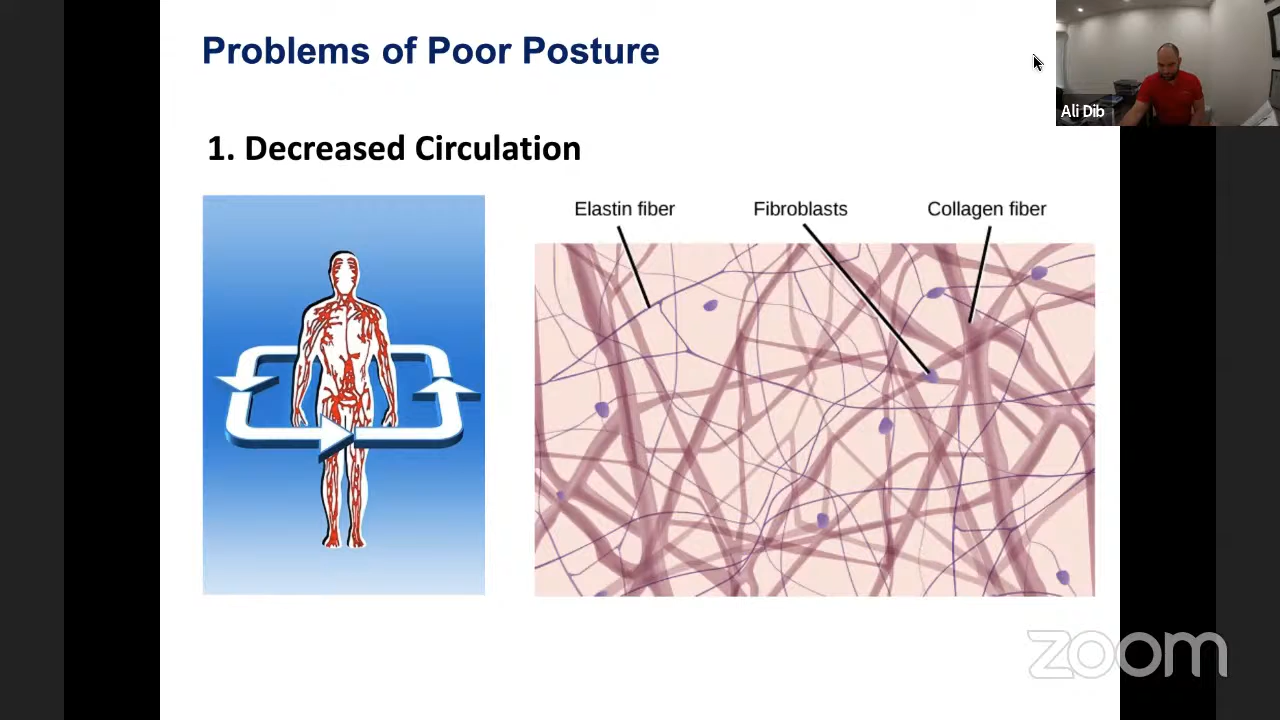 Problems of Poor Posture
Ali Dib
1. Decreased Circulation
Elastin fiber
Fibroblasts
Collagen fiber
zoom